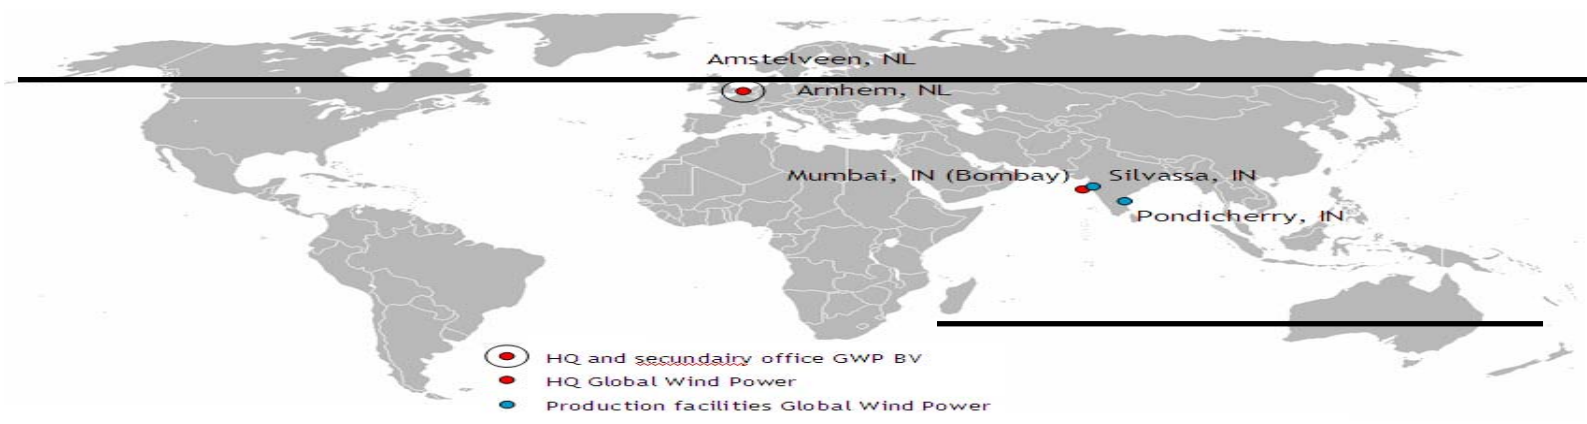 Amstelveen, NL
Arnhem, NL
Mumbai, IN (Bombay)
Silvassa, IN
Pondicherry, IN
HQ and secundairy office GWP BV
HQ Global Wind Power
Production facilities Global Wind Power